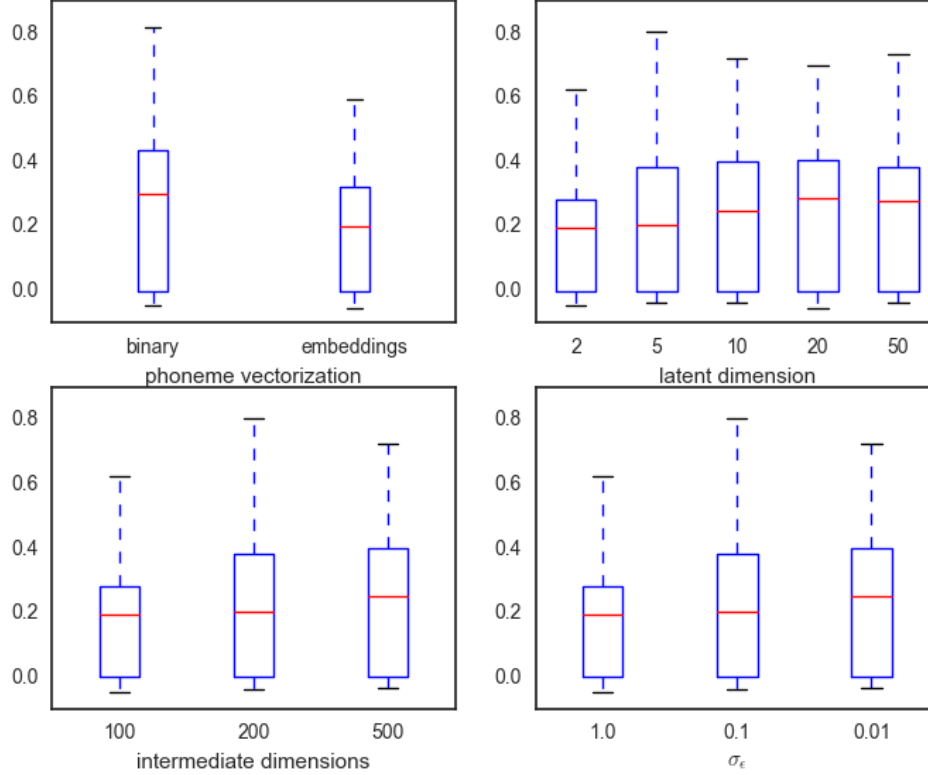 0.8
0.6
0.4
0.2
0.0
binary embeddings
phoneme vectorization
0.8
0.6
0.4
0.2
0.0
2 5 10 20 50
latent dimension
0.8
0.6
0.4
0.2
0.0
100 200 500
intermediate dimensions
0.8
0.6
0.4
0.2
0.0
1.0 0.1 0.01
σϵ